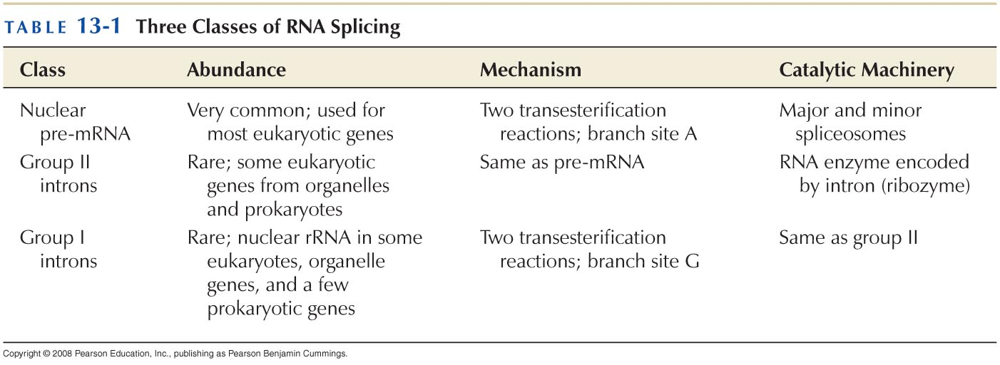 TABLE 13-1 Three Classes of RNA Splicing
Class Abundance Mechanism Catalytic Machinery
Nuclear Very common; used for Two transesterification Major and minor
pre-mRNA most eukaryotic genes reactions; branch site A spliceosomes
Group II Rare; some eukaryotic Same as pre-mRNA RNA enzyme encoded
introns genes from organelles by intron (ribozyme)
and prokaryotes
Group I Rare; nuclear rRNA in some Two transesterification Same as group II
introns eukaryotes, organelle reactions; branch site G
genes, and a few
prokaryotic genes
Copyright © 2008 Pearson Education, Inc., publishing as Pearson Benjamin Cummings.